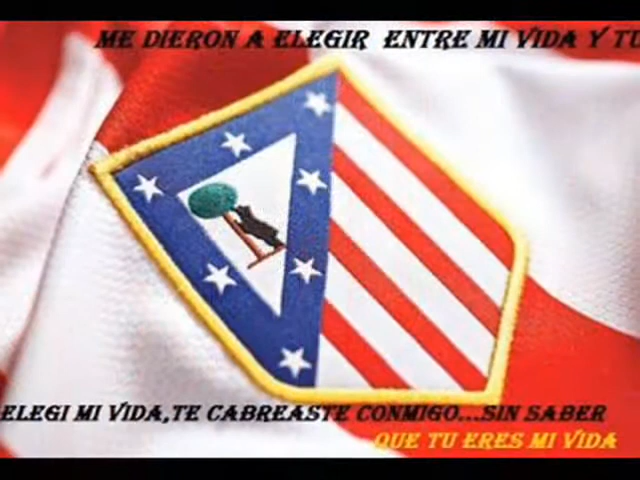 ME DIERON A ELEGIR ENTRE MI VIDA Y TU
ELEGI MI VIDA,TE CABREASTE CONMIGO...SIN SABER
QUE TU ERES MI VIDA